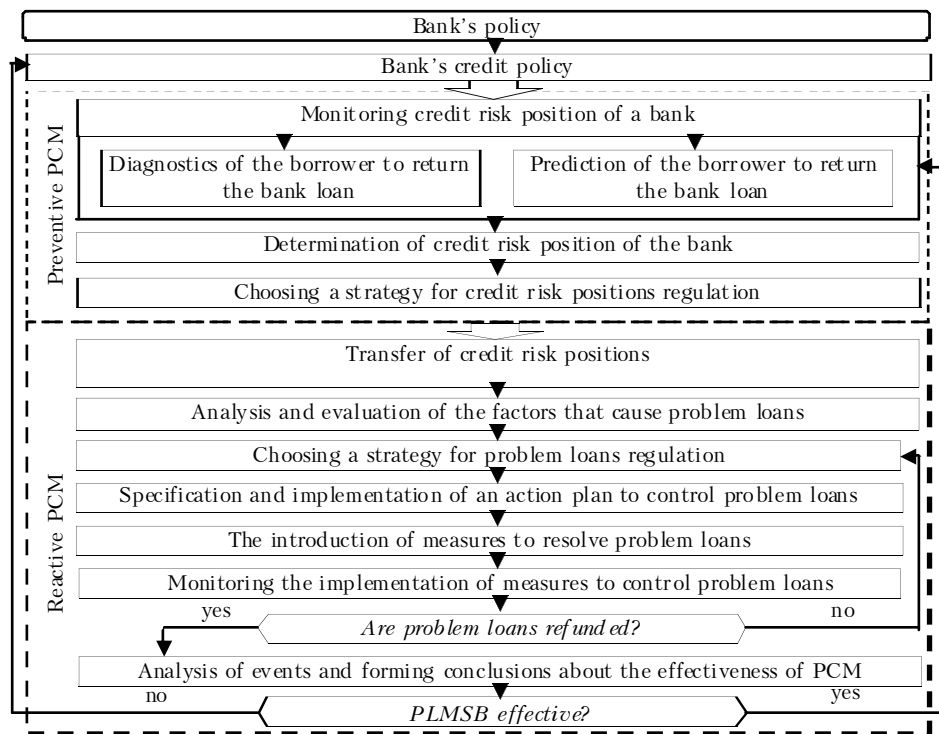 Bank's policy
Bank's credit policy
Preventive PCM
Monitoring credit risk position of a bank
Diagnostics of the borrower to return
the bank loan
Prediction of the borrower to return
the bank loan
Determination of credit risk position of the bank
Choosing a strategy for credit risk positions regulation
Reactive PCM
Transfer of credit risk positions
Analysis and evaluation of the factors that cause problem loans
Choosing a strategy for problem loans regulation
Specification and implementation of an action plan to control problem loans
The introduction of measures to resolve problem loans
Monitoring the implementation of measures to control problem loans
yes
Are problem loans refunded?
no
Analysis of events and forming conclusions about the effectiveness of PCM
no
PLMSB effective?
yes